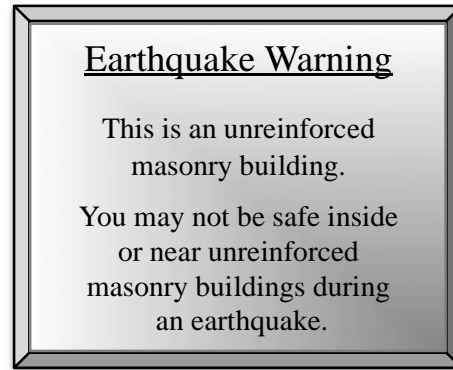 Earthquake Warning
This is an unreinforced
masonry building.
You may not be safe inside
or near unreinforced
masonry buildings during
an earthquake.